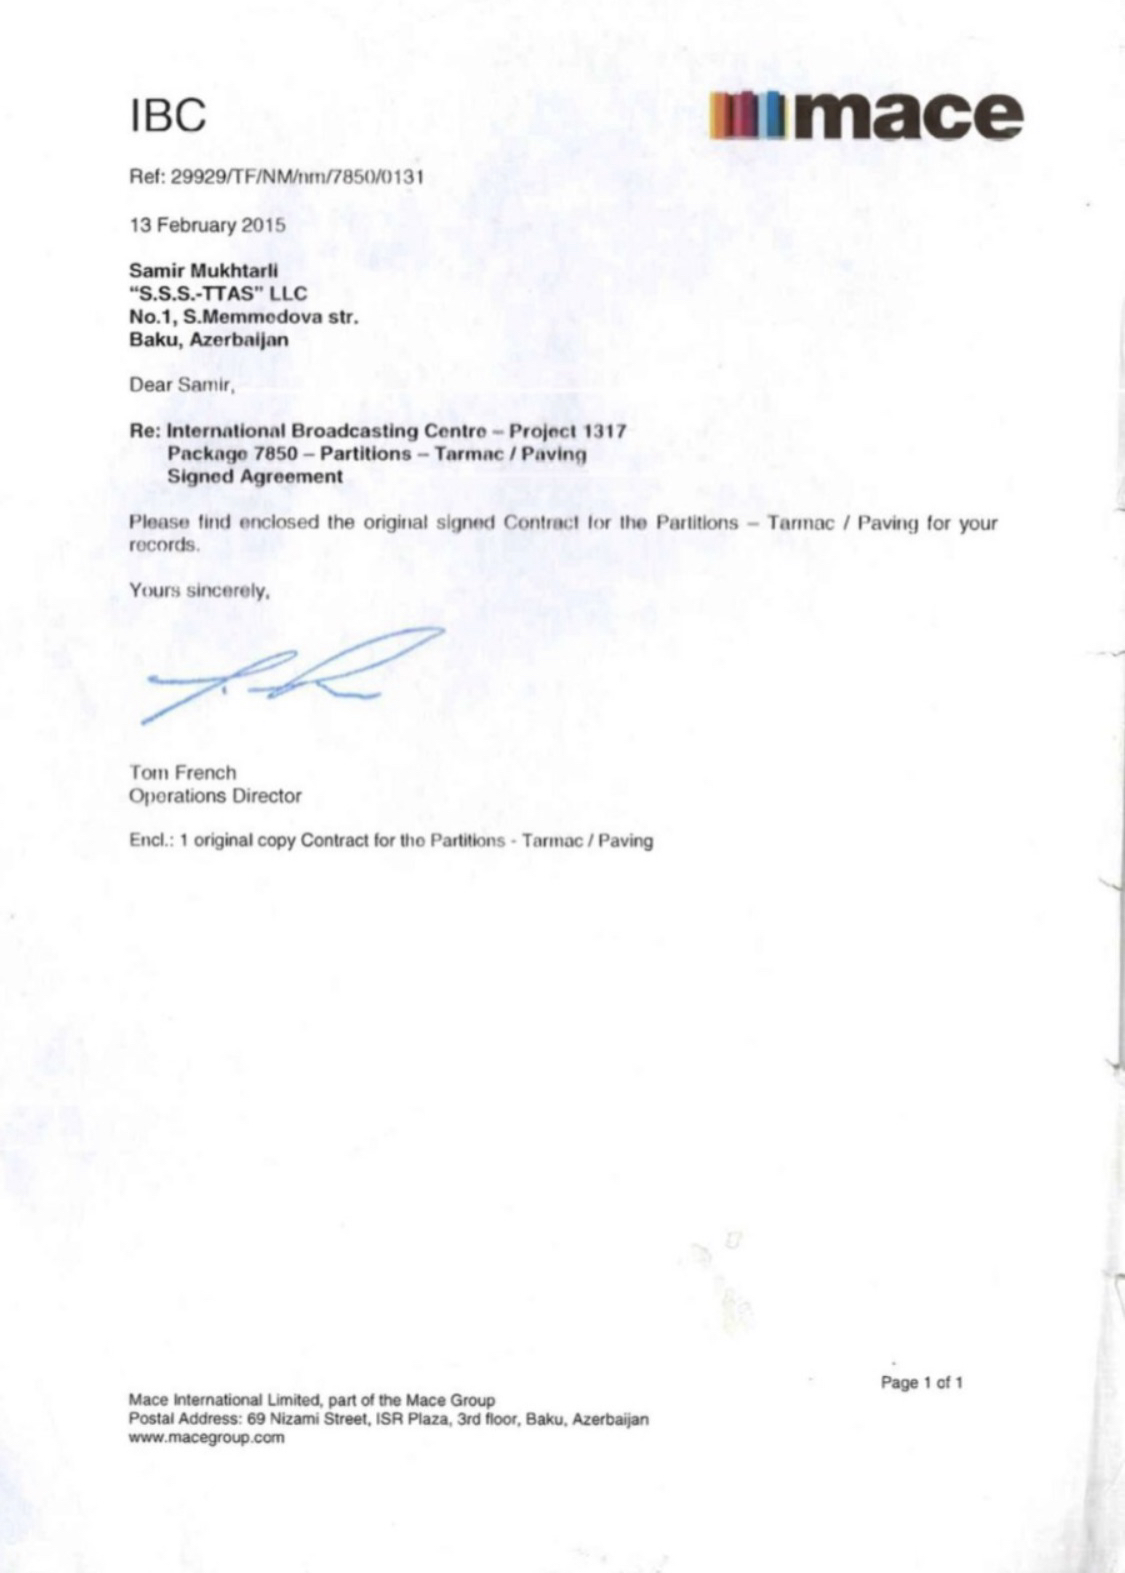 IBC
mace
Ref: 29929/TF/NM/nm/7850/0131
13 February 2015
Samir Mukhtarli
“S.S.S.-TTAS” LLC
No.1, S.Memmedova str.
Baku, Azerbaijan
Dear Samir,
Re: International Broadcasting Centre – Project 1317
Package 7850 – Partitions – Tarmac / Paving
Signed Agreement
Please find enclosed the original signed Contract for the Partitions – Tarmac / Paving for your
records.
Yours sincerely,
Tom French
Operations Director
Encl.: 1 original copy Contract for the Partitions - Tarmac / Paving
Page 1 of 1
Mace International Limited, part of the Mace Group
Postal Address: 69 Nizami Street, ISR Plaza, 3rd floor, Baku, Azerbaijan
www.macegroup.com